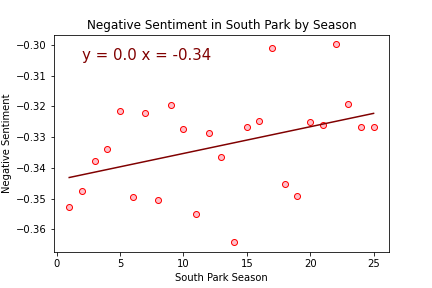 Negative Sentiment in South Park by Season
y = 0.0 x = -0.34
Negative Sentiment
−0.30
−0.31
−0.32
−0.33
−0.34
−0.35
−0.36
0 5 10 15 20 25
South Park Season